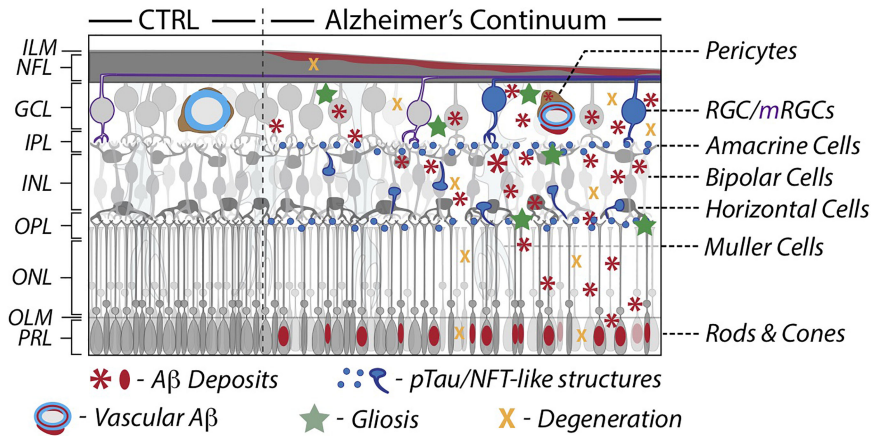 CTRL
Alzheimer's Continuum
ILM
NFL
GCL
IPL
INL
OPL
ONL
OLM
PRL
Pericytes
RGC/mRGCs
Amacrine Cells
Bipolar Cells
Horizontal Cells
Muller Cells
Rods & Cones
- Aβ Deposits
- pTau/NFT-like structures
- Vascular Aβ
- Gliosis
X - Degeneration